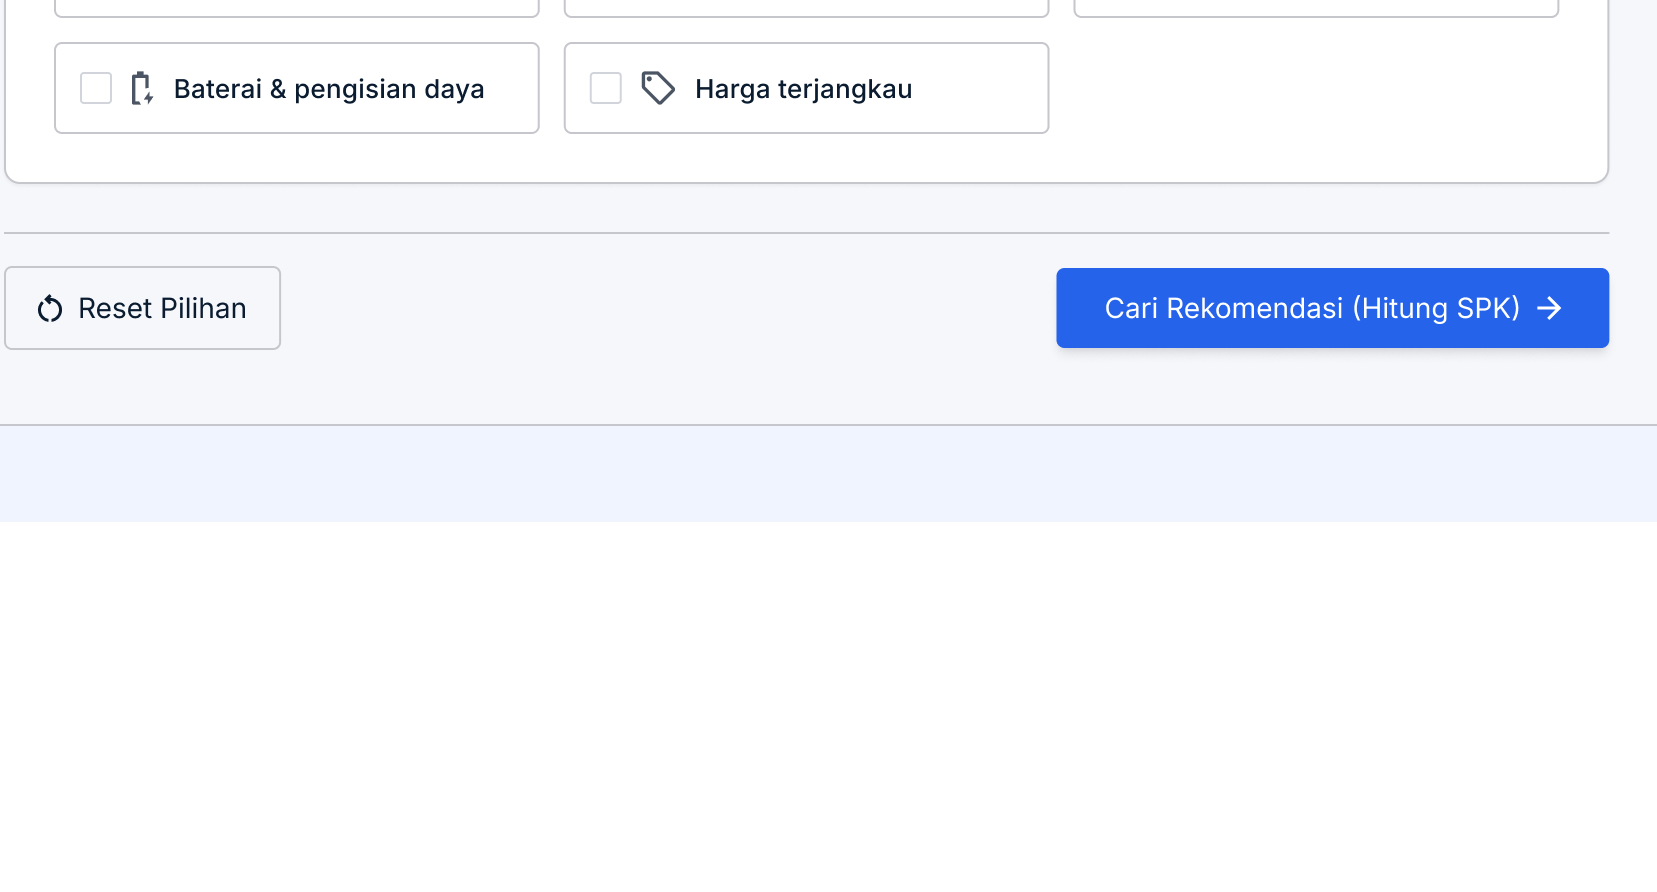 Baterai & pengisian daya
Harga terjangkau
Reset Pilihan
Cari Rekomendasi (Hitung SPK)